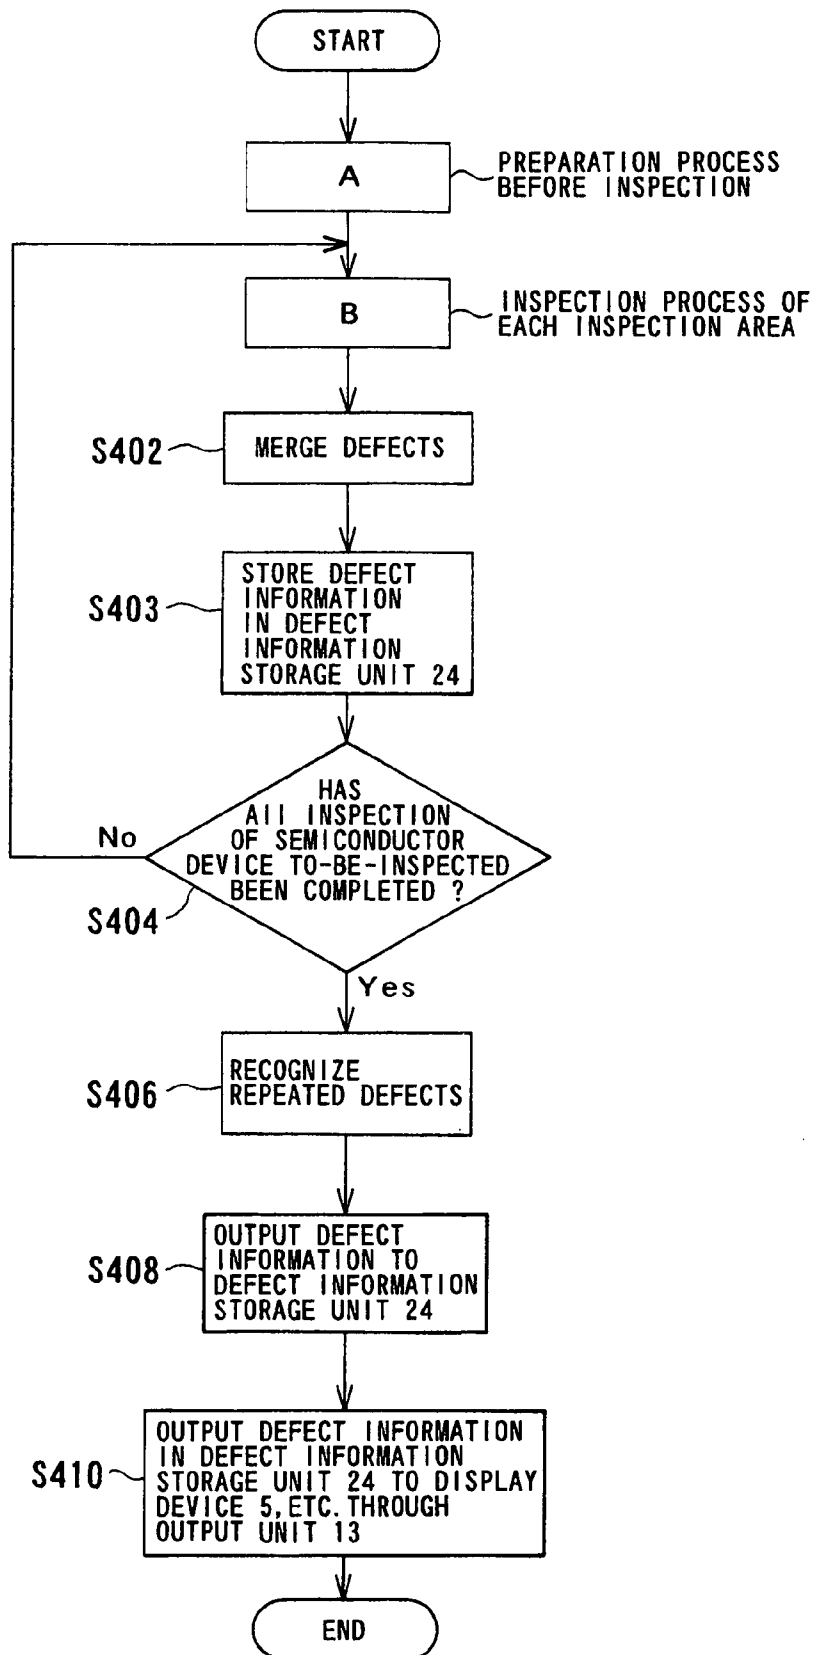 START
A
PREPARATION PROCESS
BEFORE INSPECTION
B
INSPECTION PROCESS OF
EACH INSPECTION AREA
S402
MERGE DEFECTS
S403
STORE DEFECT
INFORMATION
IN DEFECT
INFORMATION
STORAGE UNIT 24
HAS
All INSPECTION
OF SEMICONDUCTOR
DEVICE TO-BE-INSPECTED
BEEN COMPLETED ?
No
S404
Yes
S406
RECOGNIZE
REPEATED DEFECTS
S408
OUTPUT DEFECT
INFORMATION TO
DEFECT INFORMATION
STORAGE UNIT 24
S410
OUTPUT DEFECT INFORMATION
IN DEFECT INFORMATION
STORAGE UNIT 24 TO DISPLAY
DEVICE 5, ETC. THROUGH
OUTPUT UNIT 13
END